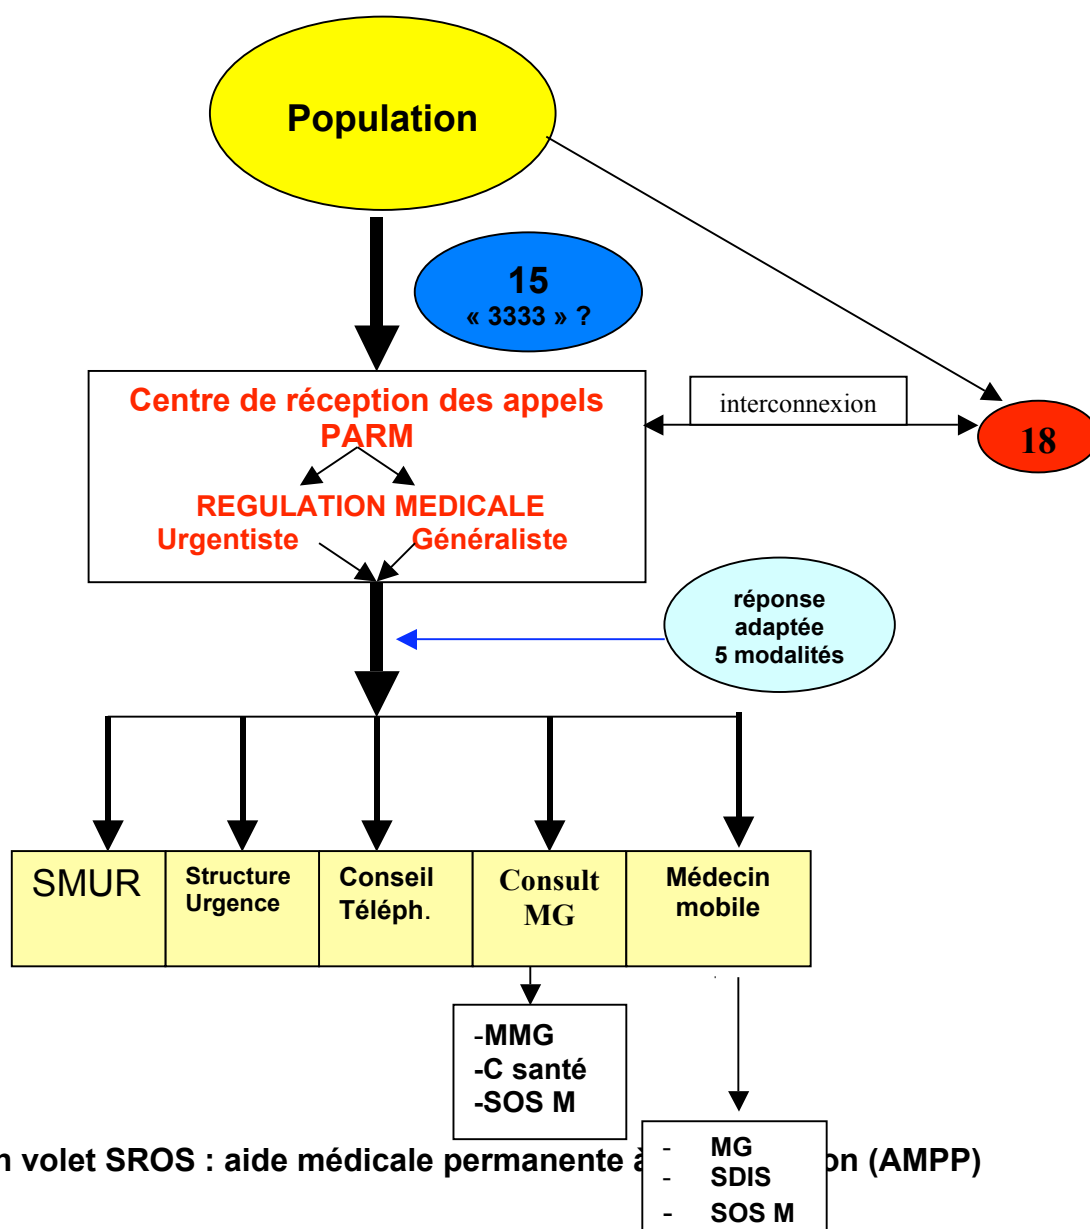 Population
15
« 3333 » ?
Centre de réception des appels
PARM
interconnexion
18
REGULATION MEDICALE
Urgentiste Généraliste
réponse
adaptée
5 modalités
SMUR
Structure
Urgence
Conseil
Téléph.
Consult
MG
Médecin
mobile
-MMG
-C santé
-SOS M
n volet SROS : aide médicale permanente à on (AMPP)
- MG
- SDIS
- SOS M